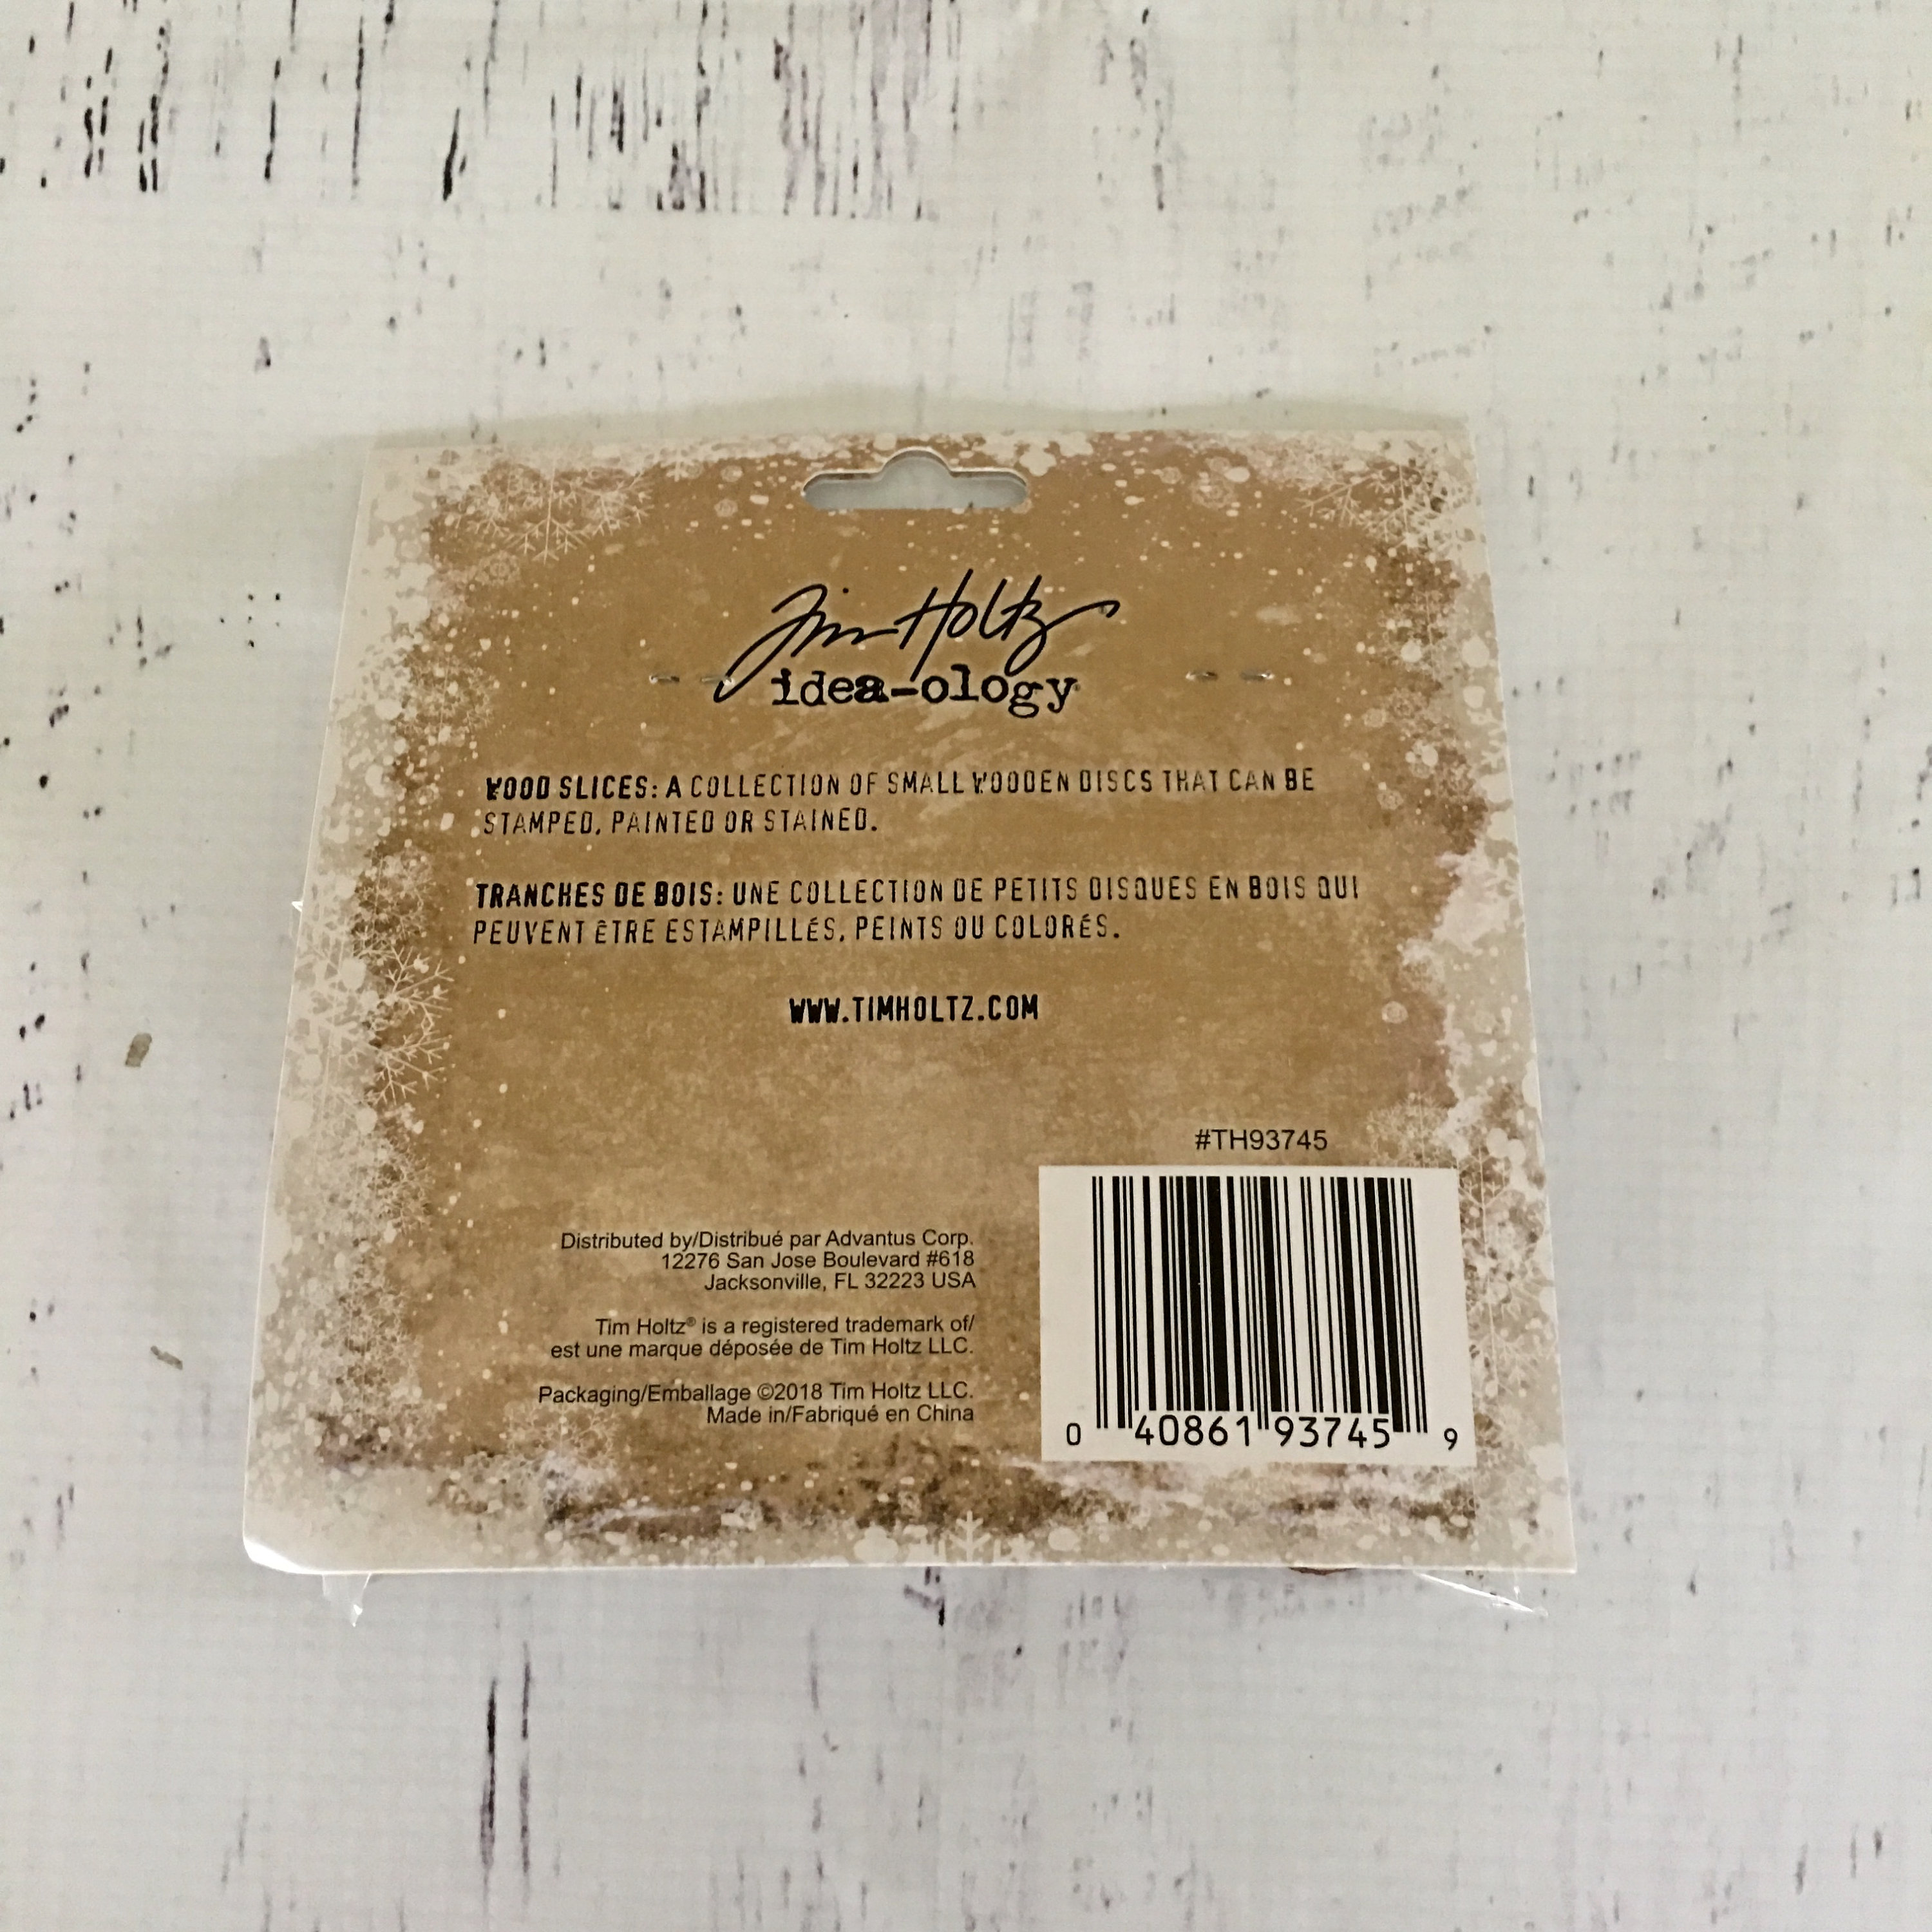 Tim Holtz
idea-ology
WOOD SLICES: A COLLECTION OF SMALL WOODEN DISCS THAT CAN BE
STAMPED, PAINTED OR STAINED.
TRANCHES DE BOIS: UNE COLLECTION DE PETITS DISQUES EN BOIS QUI
PEUVENT ÊTRE ESTAMPILLÉS, PEINTS OU COLORÉS.
WWW.TIMHOLTZ.COM
#TH93745
Distributed by/Distribué par Advantus Corp.
12276 San Jose Boulevard #618
Jacksonville, FL 32223 USA
Tim Holtz® is a registered trademark of/
est une marque déposée de Tim Holtz LLC.
Packaging/Emballage ©2018 Tim Holtz LLC.
Made in/Fabriqué en China
0 40861 93745 9